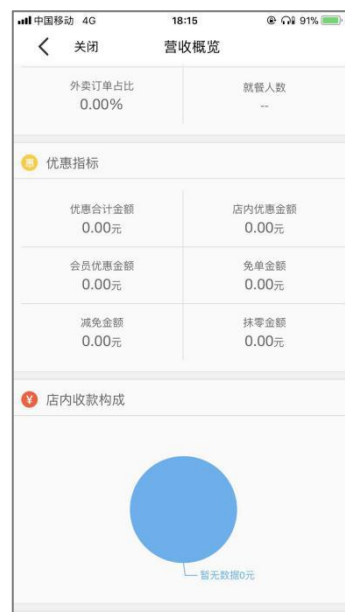 中国移动 4G 18:15 91%
关闭 营收概览
外卖订单占比 就餐人数
0.00% --
惠 优惠指标
优惠合计金额 店内优惠金额
0.00元 0.00元
会员优惠金额 免单金额
0.00元 0.00元
减免金额 抹零金额
0.00元 0.00元
¥ 店内收款构成
暂无数据0元